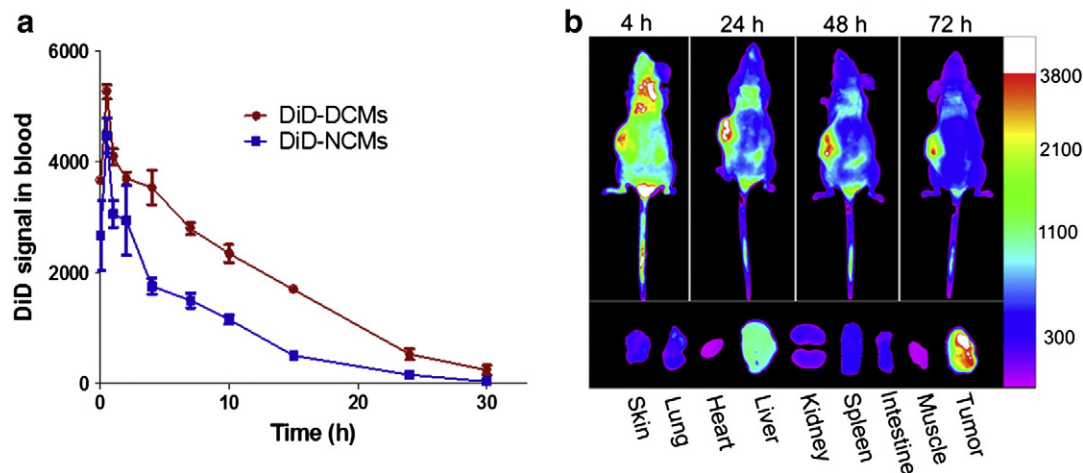 a
6000
4000
2000
0
DiD signal in blood
DiD-DCMs
DiD-NCMs
0 10 20 30
Time (h)
b
4 h 24 h 48 h 72 h
3800
2100
1100
300
Skin
Lung
Heart
Liver
Kidney
Spleen
Intestine
Muscle
Tumor